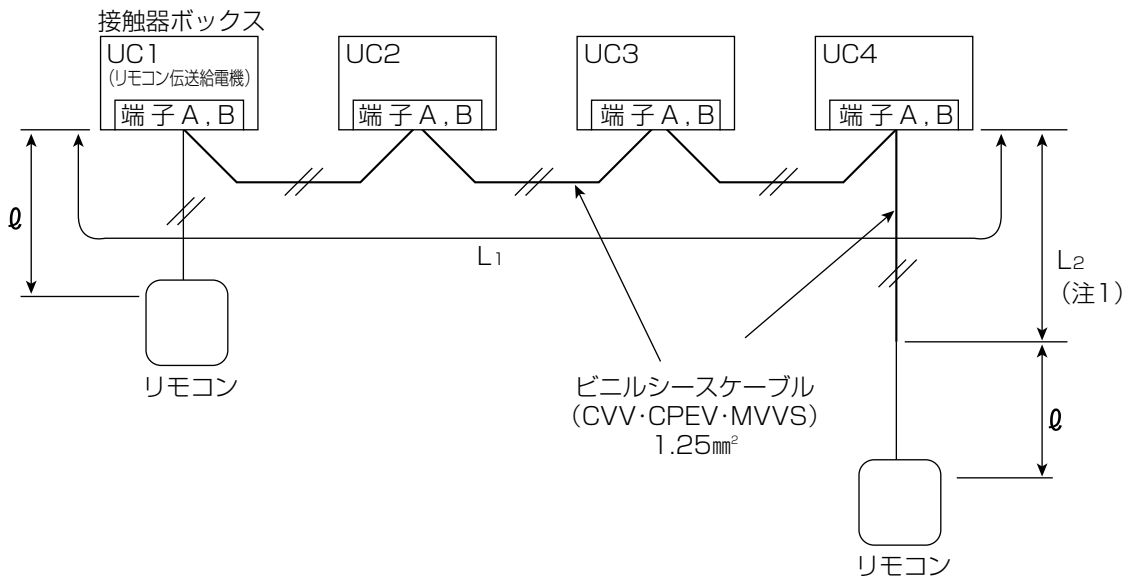 接触器ボックス
UC1
(リモコン伝送給電機)
端子A,B
UC2
端子A,B
UC3
端子A,B
UC4
端子A,B
ℓ
L1
L2
(注1)
リモコン
ビニルシースケーブル
(CVV・CPEV・MVVS)
1.25mm²
ℓ
リモコン